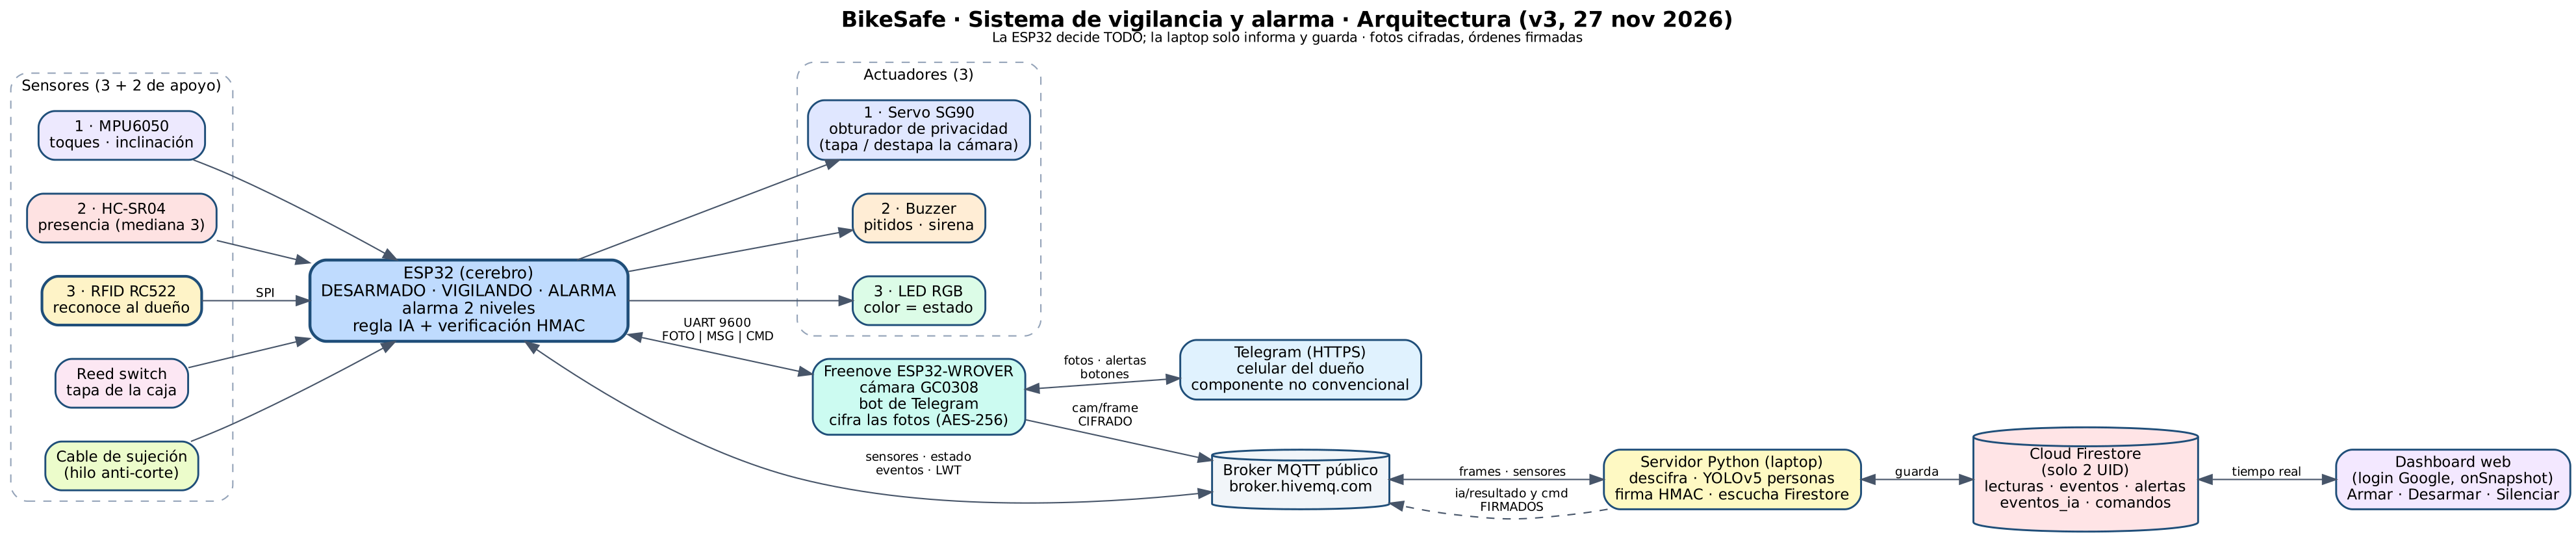 BikeSafe · Sistema de vigilancia y alarma · Arquitectura (v3, 27 nov 2026)
La ESP32 decide TODO; la laptop solo informa y guarda · fotos cifradas, órdenes firmadas
Sensores (3 + 2 de apoyo)
1 · MPU6050
toques · inclinación
2 · HC-SR04
presencia (mediana 3)
3 · RFID RC522
reconoce al dueño
Reed switch
tapa de la caja
Cable de sujeción
(hilo anti-corte)
SPI
ESP32 (cerebro)
DESARMADO · VIGILANDO · ALARMA
alarma 2 niveles
regla IA + verificación HMAC
Actuadores (3)
1 · Servo SG90
obturador de privacidad
(tapa / destapa la cámara)
2 · Buzzer
pitidos · sirena
3 · LED RGB
color = estado
UART 9600
FOTO | MSG | CMD
Freenove ESP32-WROVER
cámara GC0308
bot de Telegram
cifra las fotos (AES-256)
sensores · estado
eventos · LWT
fotos · alertas
botones
cam/frame
CIFRADO
Telegram (HTTPS)
celular del dueño
componente no convencional
Broker MQTT público
broker.hivemq.com
frames · sensores
ia/resultado y cmd
FIRMADOS
Servidor Python (laptop)
descifra · YOLOv5 personas
firma HMAC · escucha Firestore
guarda
Cloud Firestore
(solo 2 UID)
lecturas · eventos · alertas
eventos_ia · comandos
tiempo real
Dashboard web
(login Google, onSnapshot)
Armar · Desarmar · Silenciar